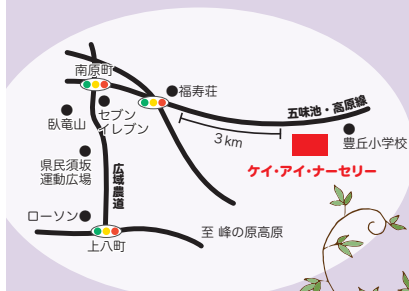 南原町
福寿荘
五味池・高原線
セブン
イレブン
臥竜山
3km
豊丘小学校
県民須坂
運動広場
広域農道
ケイ・アイ・ナーセリー
ローソン
上八町
至 峰の原高原